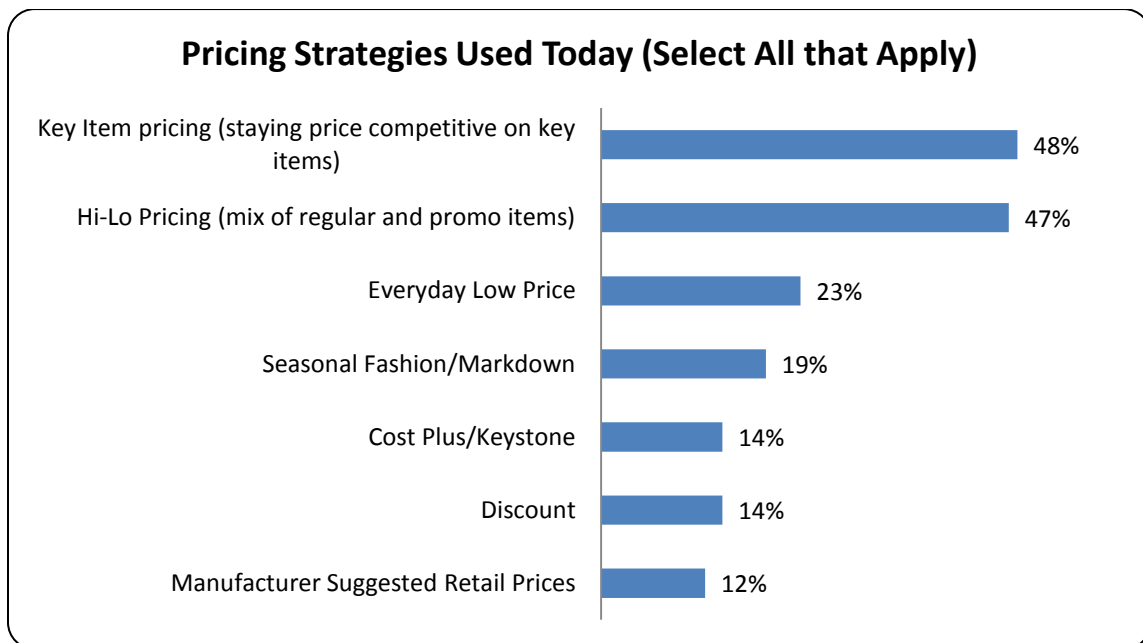 Pricing Strategies Used Today (Select All that Apply)
Key Item pricing (staying price competitive on key
items)
48%
Hi-Lo Pricing (mix of regular and promo items)
47%
Everyday Low Price
23%
Seasonal Fashion/Markdown
19%
Cost Plus/Keystone
14%
Discount
14%
Manufacturer Suggested Retail Prices
12%